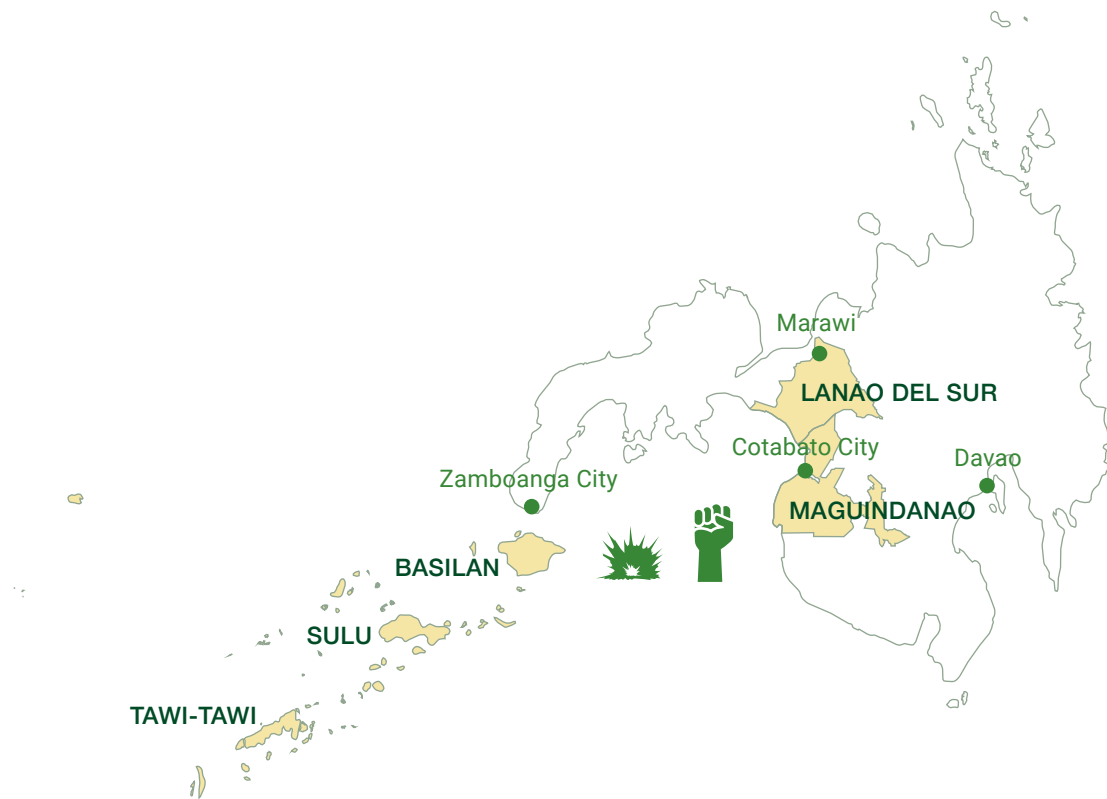 Marawi
LANAO DEL SUR
Cotabato City
Davao
Zamboanga City
MAGUINDANAO
BASILAN
SULU
TAWI-TAWI